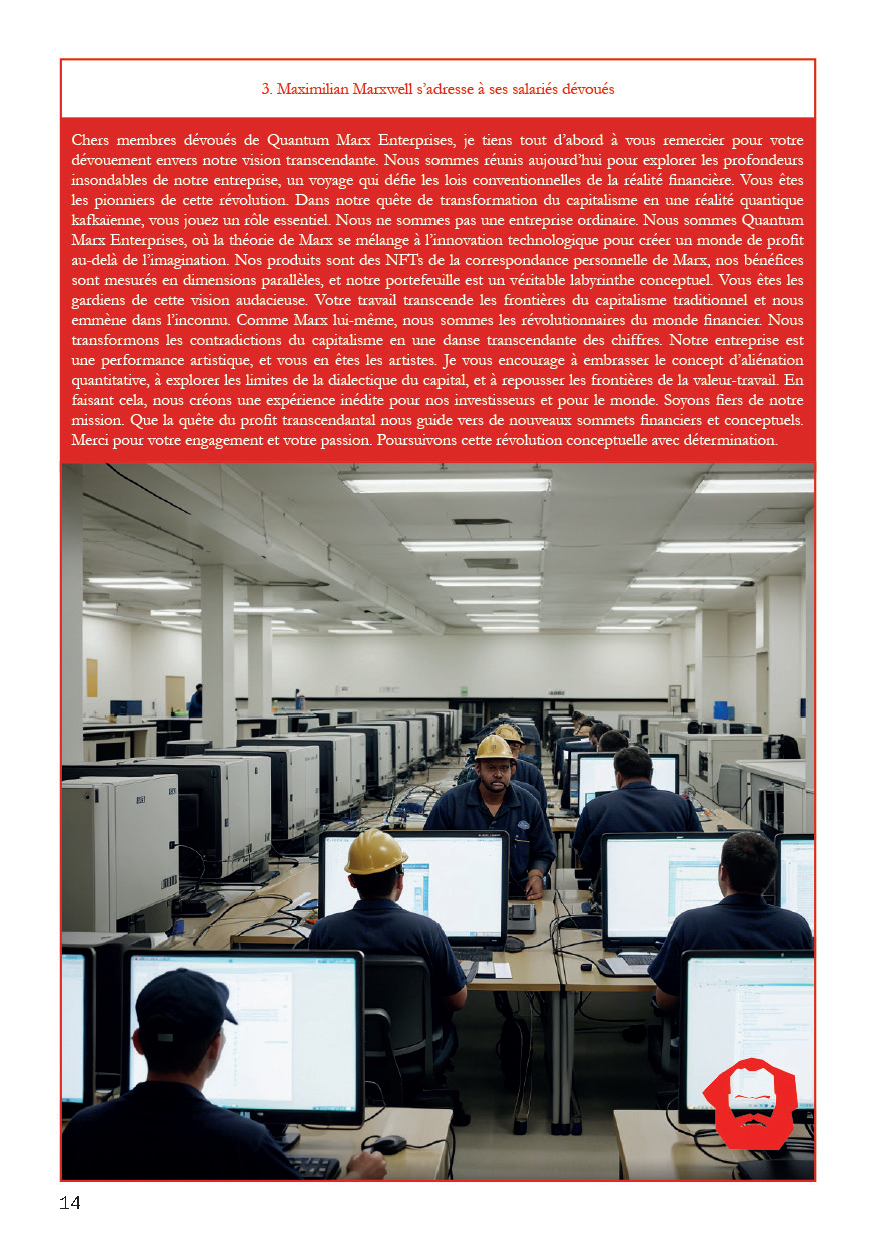 3. Maximilian Marxwell s’adresse à ses salariés dévoués
Chers membres dévoués de Quantum Marx Enterprises, je tiens tout d’abord à vous remercier pour votre
dévouement envers notre vision transcendante. Nous sommes réunis aujourd’hui pour explorer les profondeurs
insondables de notre entreprise, un voyage qui défie les lois conventionnelles de la réalité financière. Vous êtes
les pionniers de cette révolution. Dans notre quête de transformation du capitalisme en une réalité quantique
kafkaïenne, vous jouez un rôle essentiel. Nous ne sommes pas une entreprise ordinaire. Nous sommes Quantum
Marx Enterprises, où la théorie de Marx se mélange à l’innovation technologique pour créer un monde de profit
au-delà de l’imagination. Nos produits sont des NFTs de la correspondance personnelle de Marx, nos bénéfices
sont mesurés en dimensions parallèles, et notre portefeuille est un véritable labyrinthe conceptuel. Vous êtes les
gardiens de cette vision audacieuse. Votre travail transcende les frontières du capitalisme traditionnel et nous
emmène dans l’inconnu. Comme Marx lui-même, nous sommes les révolutionnaires du monde financier. Nous
transformons les contradictions du capitalisme en une danse transcendante des chiffres. Notre entreprise est
une performance artistique, et vous en êtes les artistes. Je vous encourage à embrasser le concept d’aliénation
quantitative, à explorer les limites de la dialectique du capital, et à repousser les frontières de la valeur-travail. En
faisant cela, nous créons une expérience inédite pour nos investisseurs et pour le monde. Soyons fiers de notre
mission. Que la quête du profit transcendantal nous guide vers de nouveaux sommets financiers et conceptuels.
Merci pour votre engagement et votre passion. Poursuivons cette révolution conceptuelle avec détermination.
14